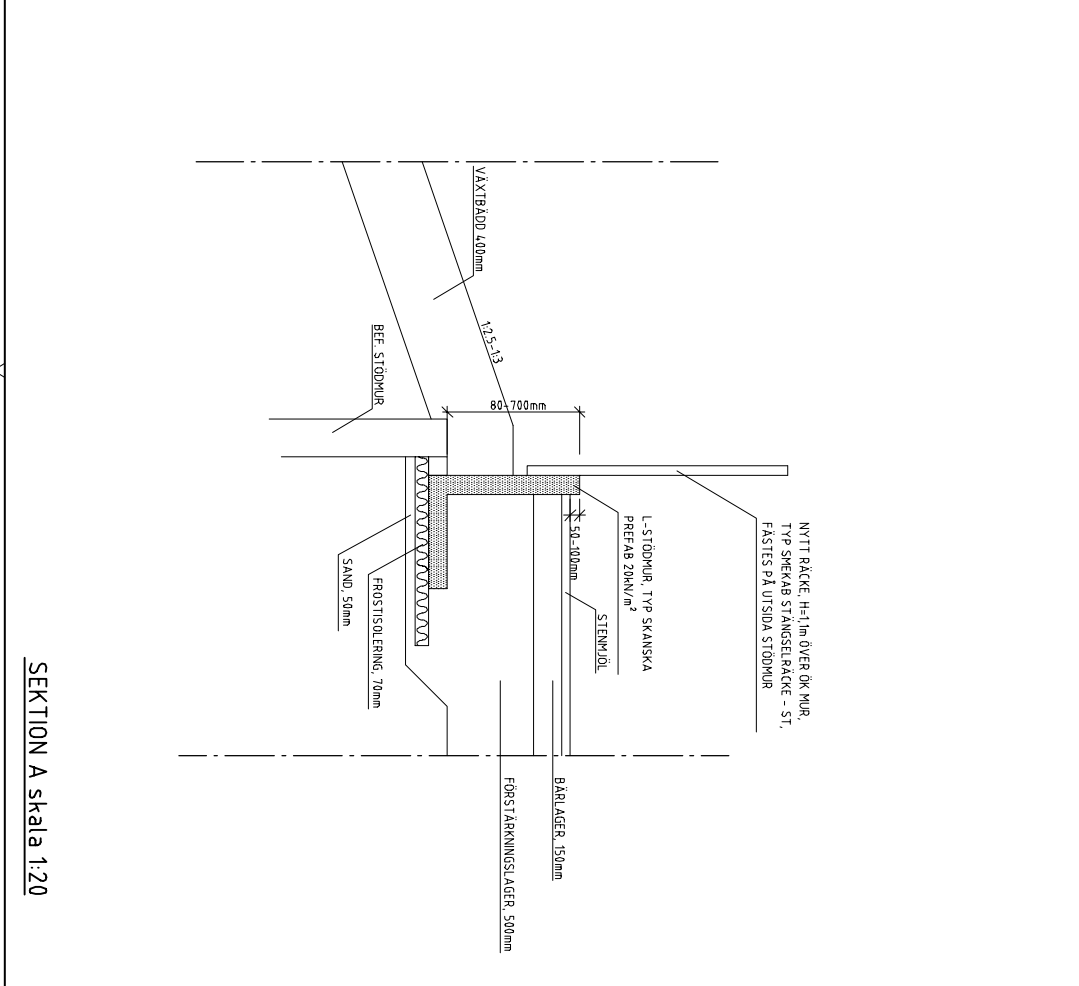 NYTT RÄCKE, H=1,1m ÖVER ÖK MUR,
TYP SMEKAB STÄNGSELRÄCKE - ST,
FÄSTES PÅ UTSIDA STÖDMUR
L-STÖDMUR, TYP SKANSKA
PREFAB 20kN/m²
STENMJÖL
50-100mm
80-700mm
1:2.5-1:3
VÄXTBÄDD 400mm
BEF. STÖDMUR
BÄRLAGER, 150mm
FÖRSTÄRKNINGSLAGER, 500mm
FROSTISOLERING, 70mm
SAND, 50mm
SEKTION A skala 1:20